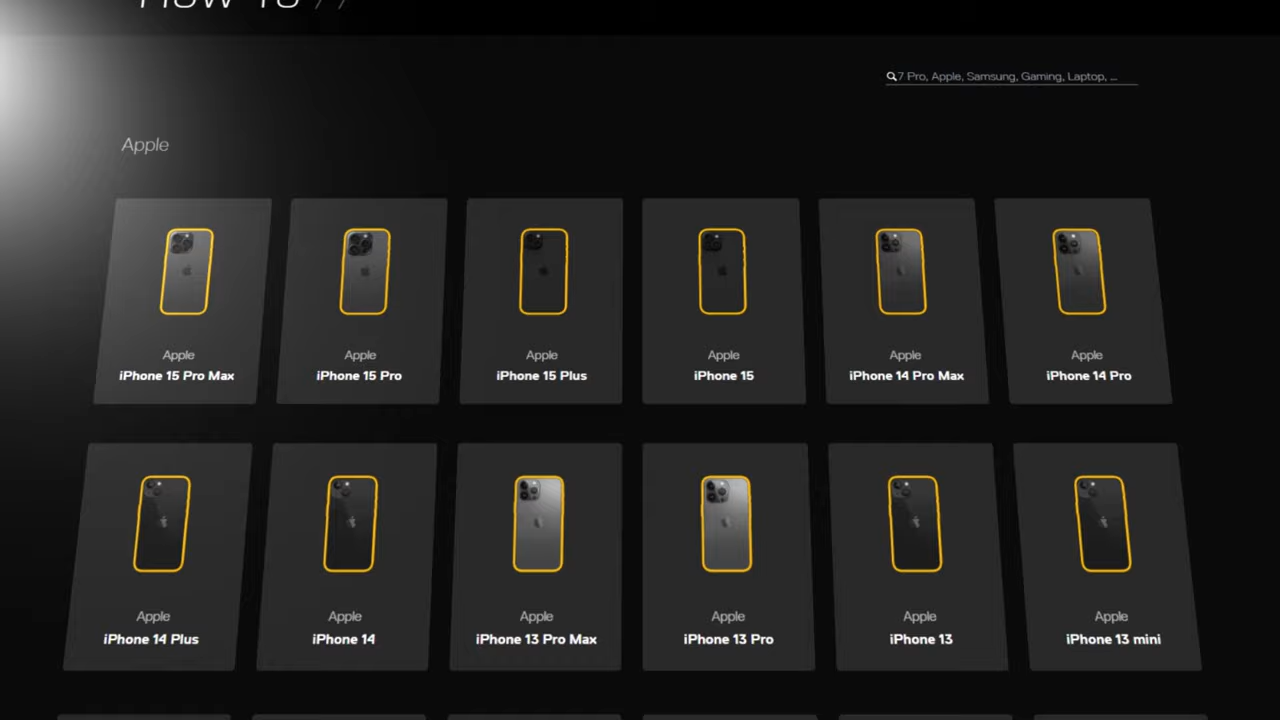 How To //
7 Pro, Apple, Samsung, Gaming, Laptop, ...
Apple
Apple
iPhone 15 Pro Max
Apple
iPhone 15 Pro
Apple
iPhone 15 Plus
Apple
iPhone 15
Apple
iPhone 14 Pro Max
Apple
iPhone 14 Pro
Apple
iPhone 14 Plus
Apple
iPhone 14
Apple
iPhone 13 Pro Max
Apple
iPhone 13 Pro
Apple
iPhone 13
Apple
iPhone 13 mini